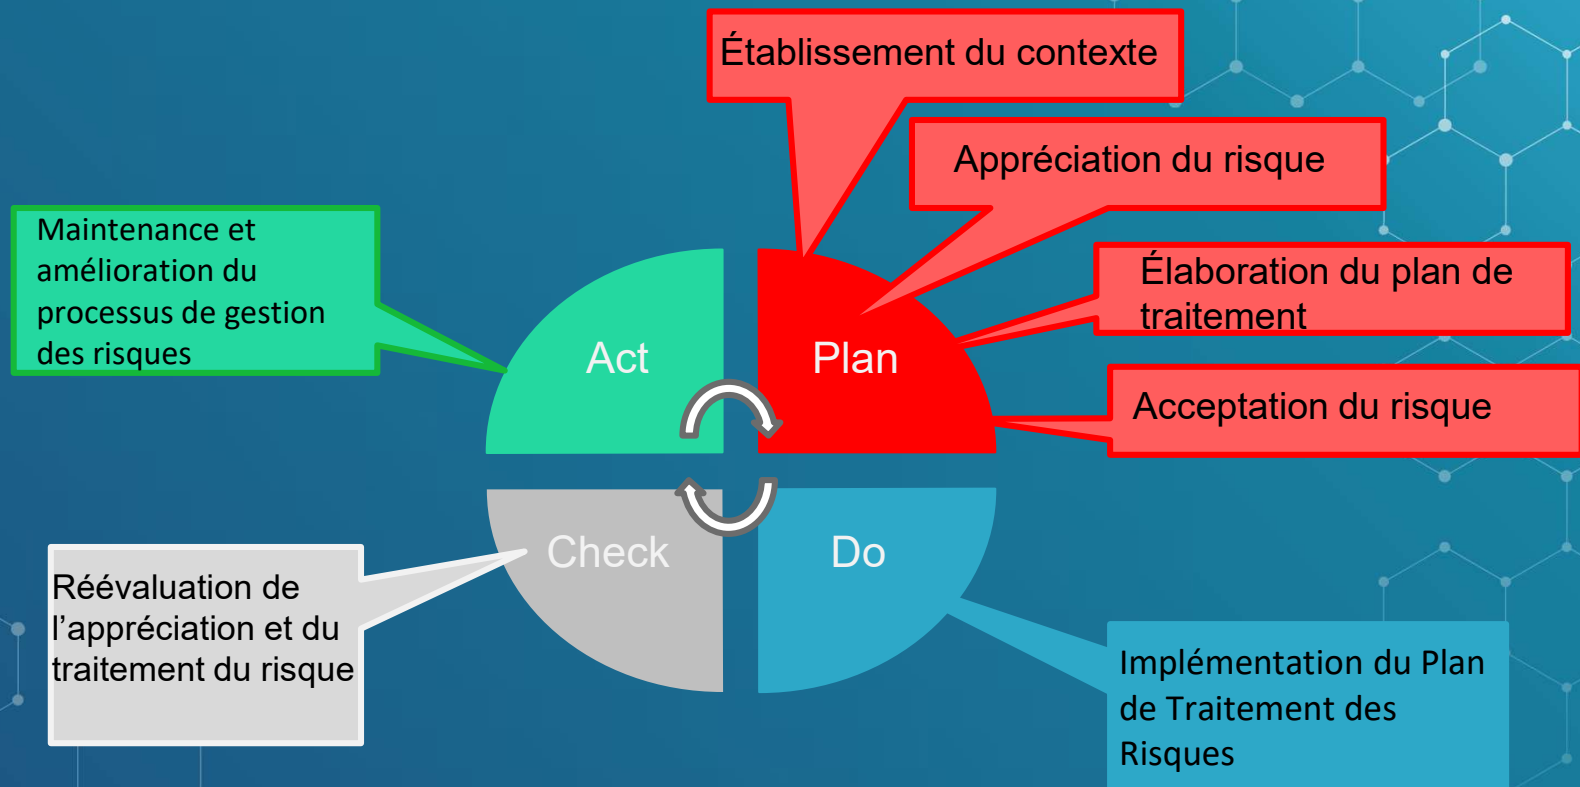 Établissement du contexte
Appréciation du risque
Maintenance et
amélioration du
processus de gestion
des risques
Élaboration du plan de
traitement
Act
Plan
Acceptation du risque
Check
Do
Réévaluation de
l’appréciation et du
traitement du risque
Implémentation du Plan
de Traitement des
Risques